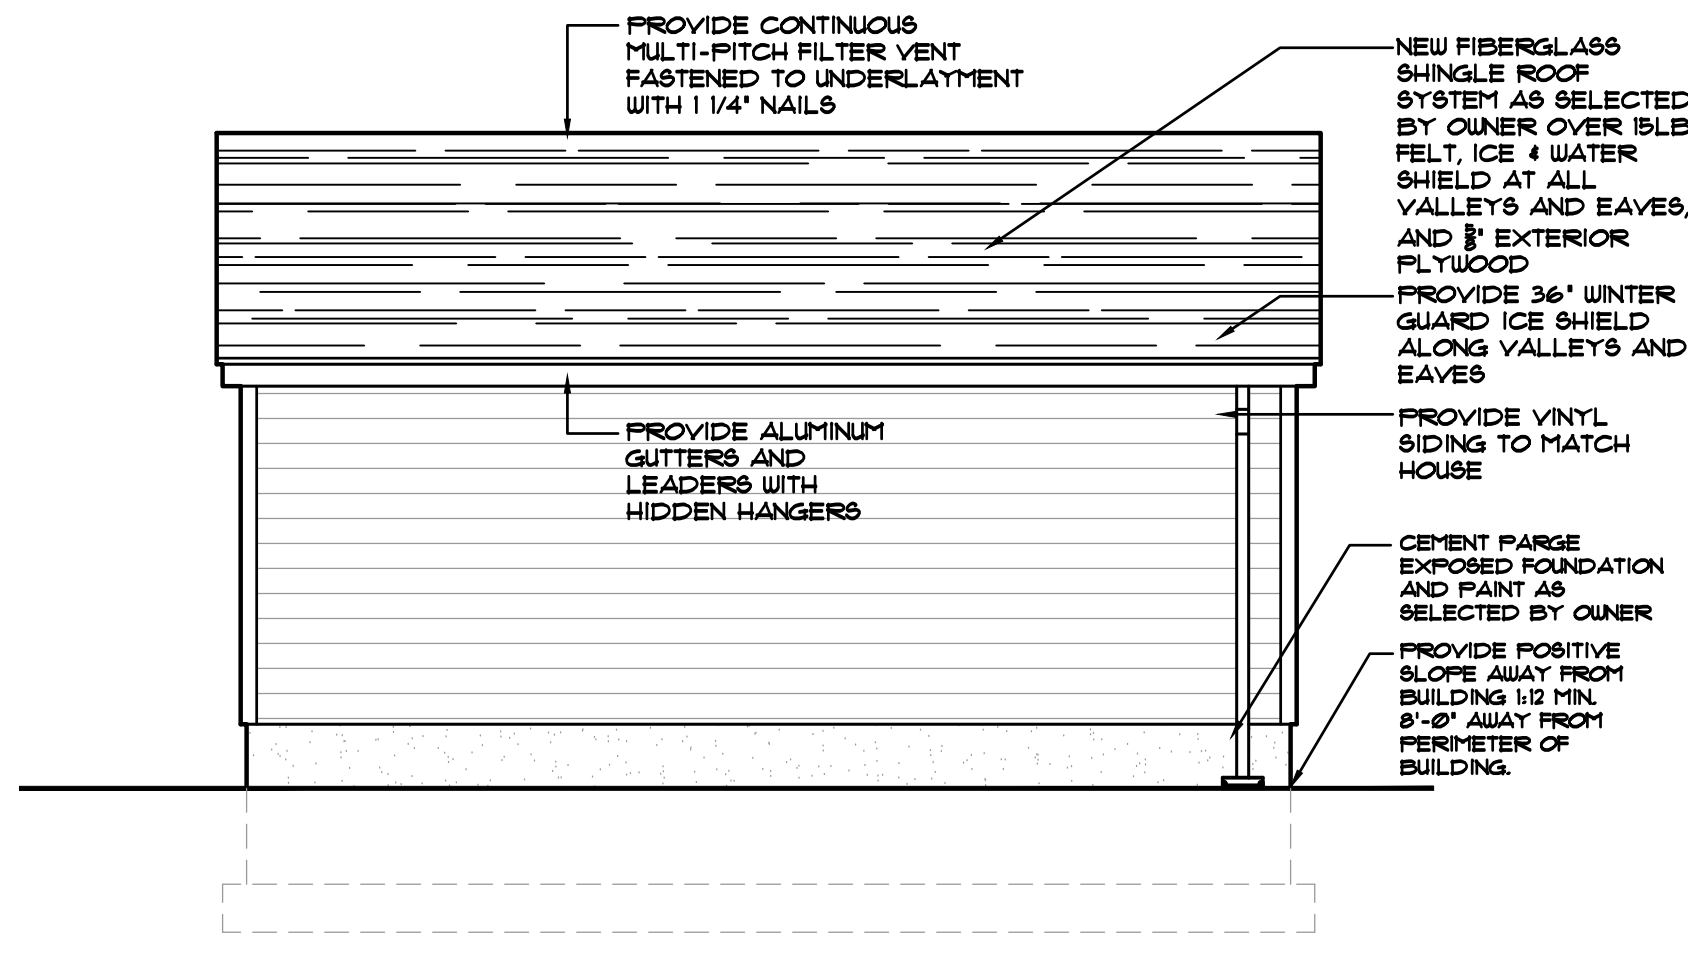 PROVIDE CONTINUOUS
MULTI-PITCH FILTER VENT
FASTENED TO UNDERLAYMENT
WITH 1 1/4" NAILS
NEW FIBERGLASS
SHINGLE ROOF
SYSTEM AS SELECTED
BY OWNER OVER 15LB
FELT, ICE & WATER
SHIELD AT ALL
VALLEYS AND EAVES,
AND 5/8" EXTERIOR
PLYWOOD
PROVIDE 36" WINTER
GUARD ICE SHIELD
ALONG VALLEYS AND
EAVES
PROVIDE ALUMINUM
GUTTERS AND
LEADERS WITH
HIDDEN HANGERS
PROVIDE VINYL
SIDING TO MATCH
HOUSE
CEMENT PARGE
EXPOSED FOUNDATION
AND PAINT AS
SELECTED BY OWNER
PROVIDE POSITIVE
SLOPE AWAY FROM
BUILDING 1:12 MIN.
8'-0" AWAY FROM
PERIMETER OF
BUILDING.